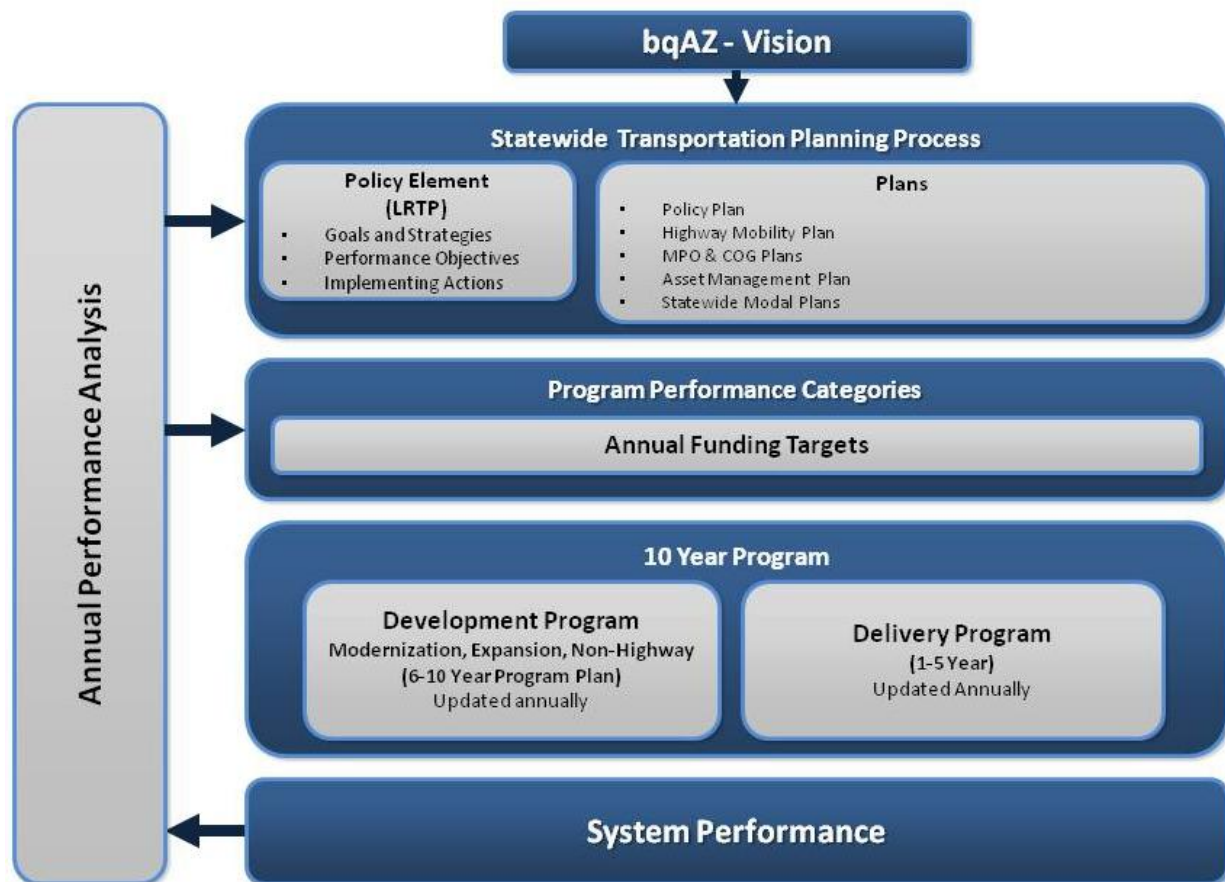 bqAZ - Vision
Annual Performance Analysis
Statewide Transportation Planning Process
Policy Element
(LRTP)
▪ Goals and Strategies
▪ Performance Objectives
▪ Implementing Actions
Plans
▪ Policy Plan
▪ Highway Mobility Plan
▪ MPO & COG Plans
▪ Asset Management Plan
▪ Statewide Modal Plans
Program Performance Categories
Annual Funding Targets
10 Year Program
Development Program
Modernization, Expansion, Non-Highway
(6-10 Year Program Plan)
Updated annually
Delivery Program
(1-5 Year)
Updated Annually
System Performance